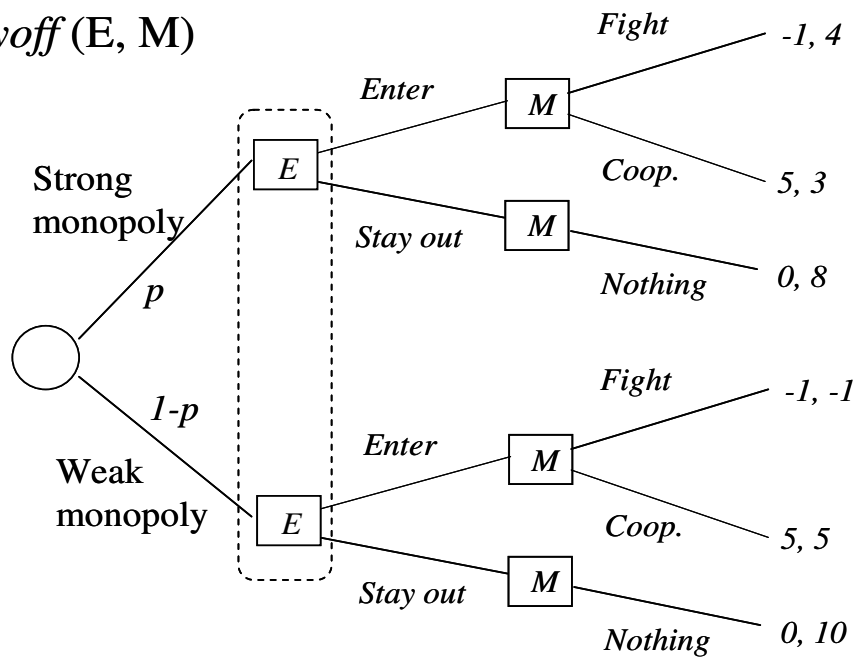 yoff (E, M)
Fight
-1, 4
Enter
M
Strong
monopoly
E
Coop.
5, 3
Stay out
M
p
Nothing
0, 8
1-p
Fight
-1, -1
Enter
M
Weak
monopoly
E
Coop.
5, 5
Stay out
M
Nothing
0, 10